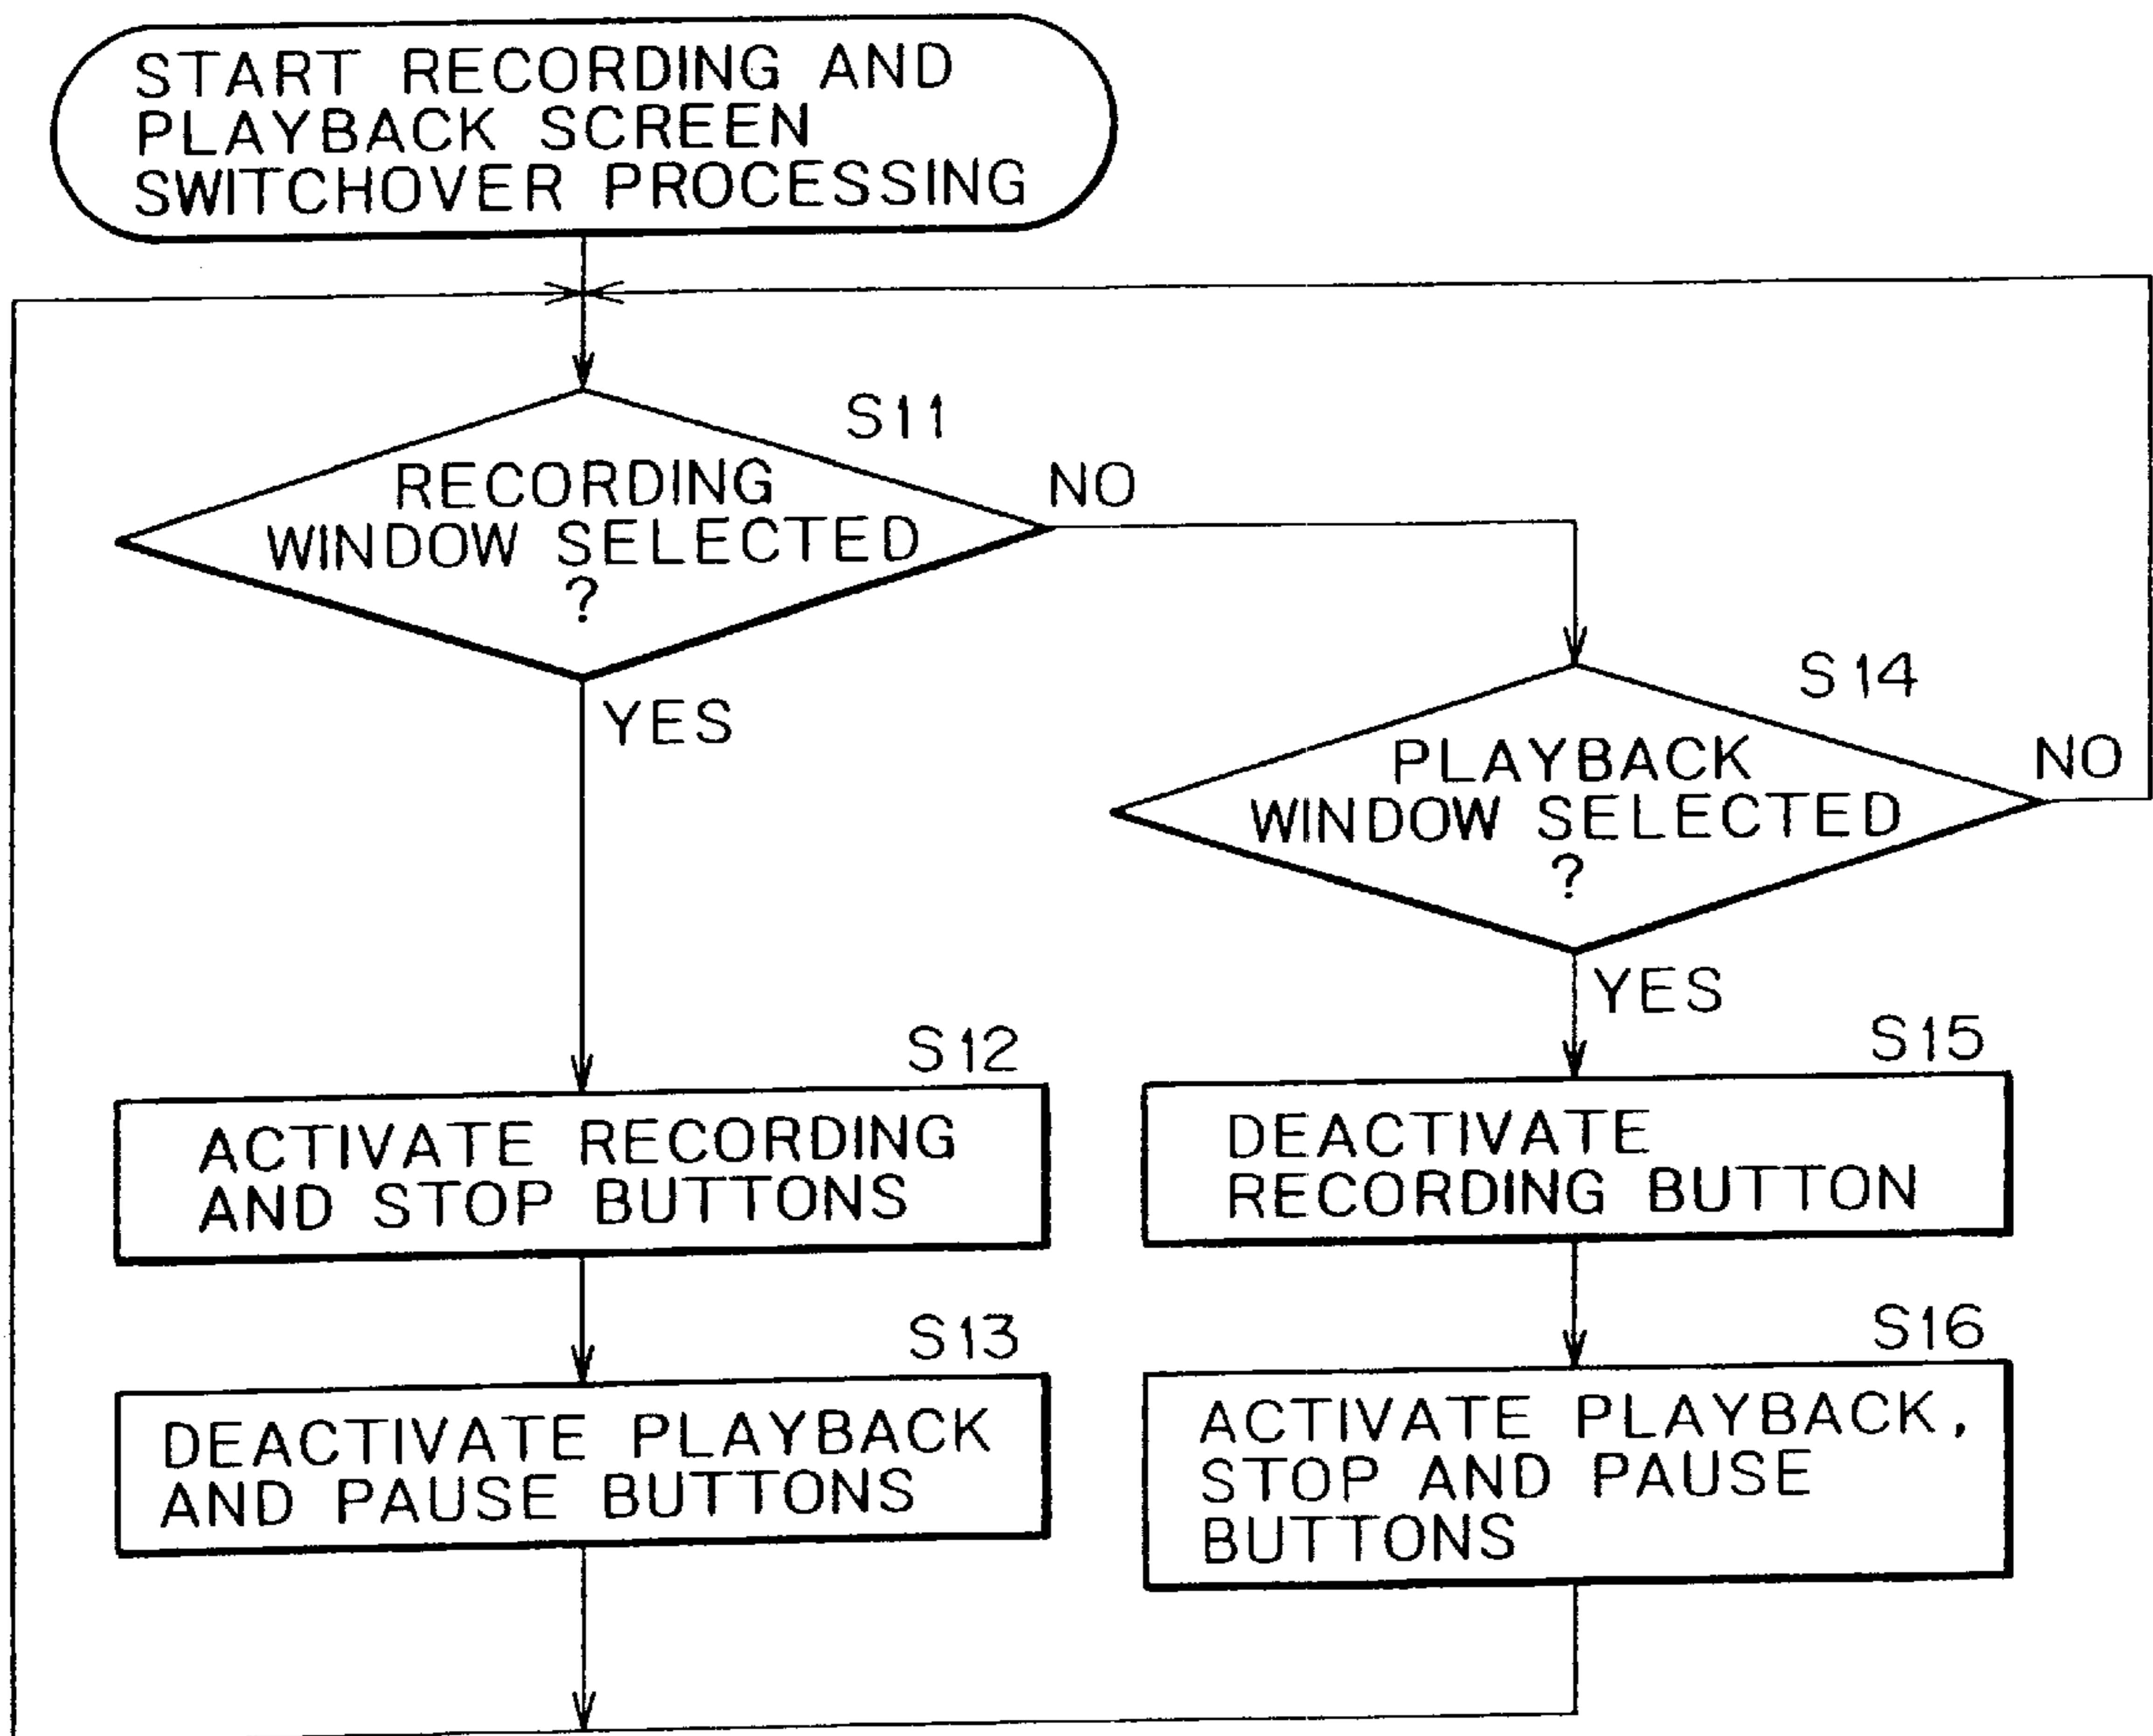 START RECORDING AND
PLAYBACK SCREEN
SWITCHOVER PROCESSING
S11
RECORDING
WINDOW SELECTED
?
NO
YES
S14
PLAYBACK
WINDOW SELECTED
?
NO
YES
S12
ACTIVATE RECORDING
AND STOP BUTTONS
S15
DEACTIVATE
RECORDING BUTTON
S13
DEACTIVATE PLAYBACK
AND PAUSE BUTTONS
S16
ACTIVATE PLAYBACK,
STOP AND PAUSE
BUTTONS